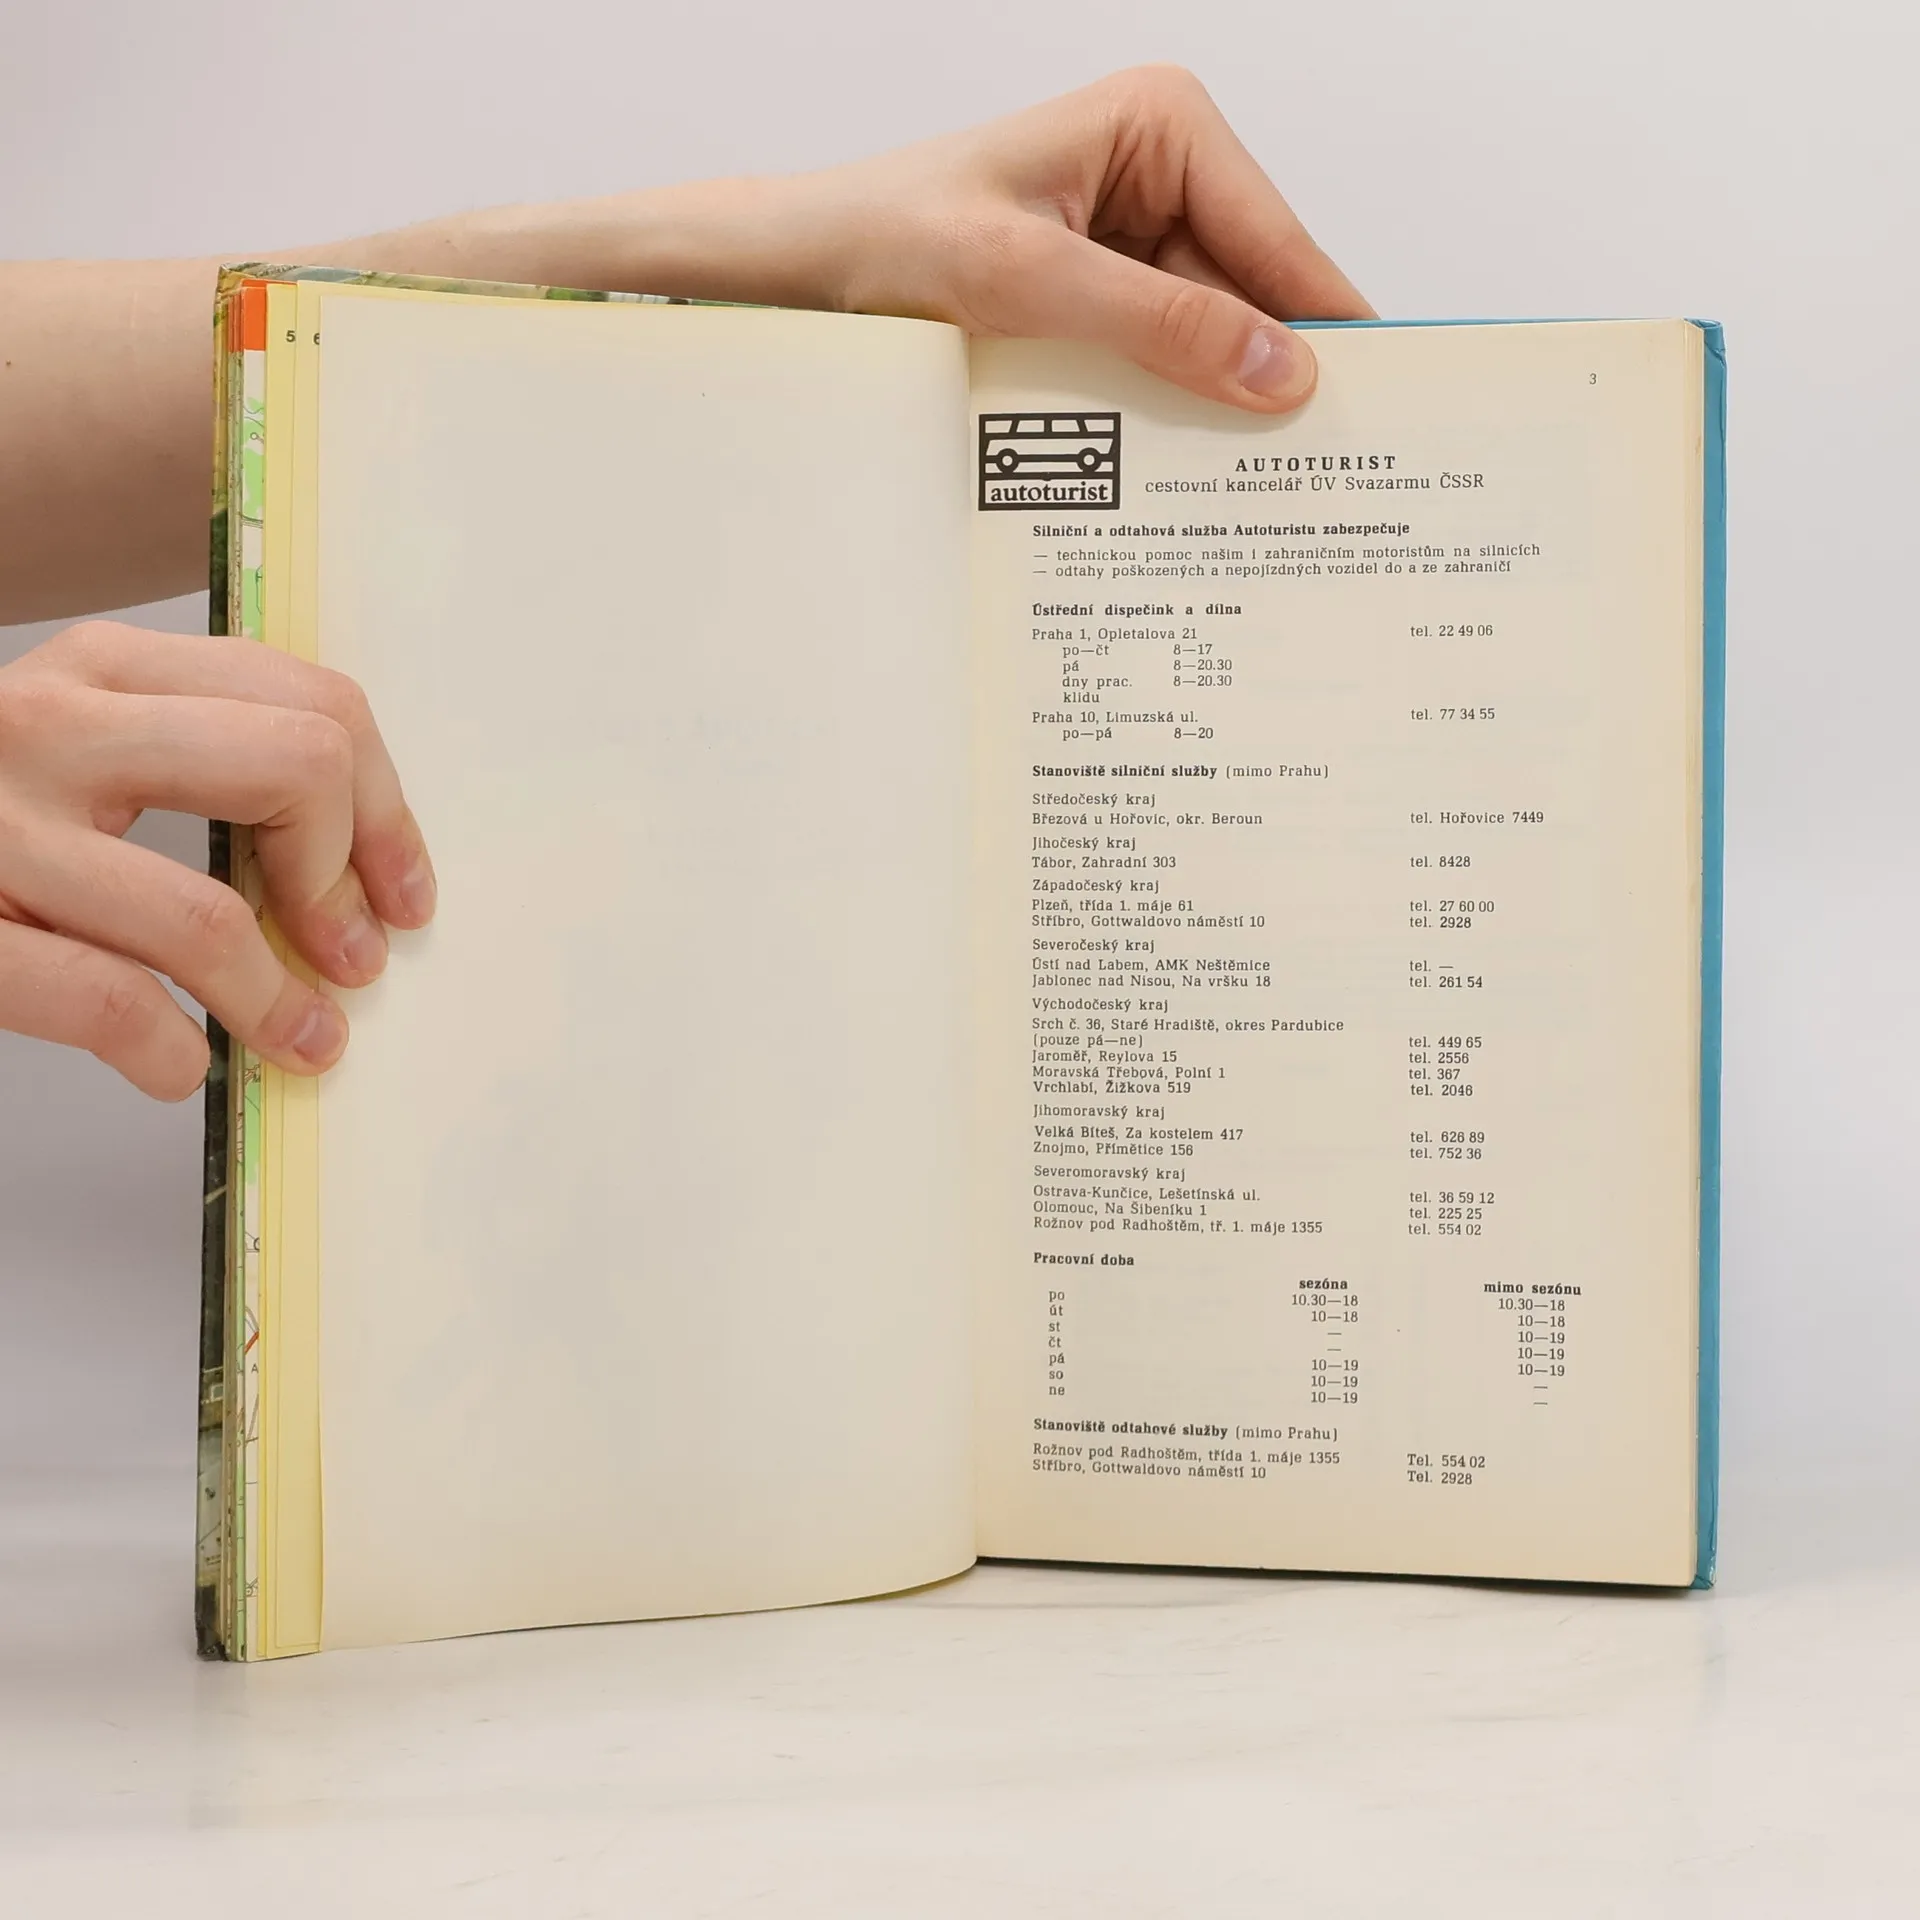 5
6
3
autoturist
AUTOTURIST
cestovní kancelář ÚV Svazarmu ČSSR
Silniční a odtahová služba Autoturistu zabezpečuje
— technickou pomoc našim i zahraničním motoristům na silnicích
— odtahy poškozených a nepojízdných vozidel do a ze zahraničí
Ústřední dispečink a dílna
Praha 1, Opletalova 21 tel. 22 49 06
po—čt 8—17
pá 8—20.30
dny prac. 8—20.30
klidu
Praha 10, Limuzská ul. tel. 77 34 55
po—pá 8—20
Stanoviště silniční služby (mimo Prahu)
Středočeský kraj
Březová u Hořovic, okr. Beroun tel. Hořovice 7449
Jihočeský kraj
Tábor, Zahradní 303 tel. 8428
Západočeský kraj
Plzeň, třída 1. máje 61 tel. 27 60 00
Stříbro, Gottwaldovo náměstí 10 tel. 2928
Severočeský kraj
Ústí nad Labem, AMK Neštěmice tel. —
Jablonec nad Nisou, Na vršku 18 tel. 261 54
Východočeský kraj
Srch č. 36, Staré Hradiště, okres Pardubice
(pouze pá—ne) tel. 449 65
Jaroměř, Reylova 15 tel. 2556
Moravská Třebová, Polní 1 tel. 367
Vrchlabí, Žižkova 519 tel. 2046
Jihomoravský kraj
Velká Bíteš, Za kostelem 417 tel. 626 89
Znojmo, Přímětice 156 tel. 752 36
Severomoravský kraj
Ostrava-Kunčice, Lešetínská ul. tel. 36 59 12
Olomouc, Na Šibeníku 1 tel. 225 25
Rožnov pod Radhoštěm, tř. 1. máje 1355 tel. 554 02
Pracovní doba
sezóna mimo sezónu
po 10.30—18 10.30—18
út 10—18 10—18
st — 10—19
čt — 10—19
pá 10—19 10—19
so 10—19 —
ne 10—19 —
Stanoviště odtahové služby (mimo Prahu)
Rožnov pod Radhoštěm, třída 1. máje 1355 Tel. 554 02
Stříbro, Gottwaldovo náměstí 10 Tel. 2928